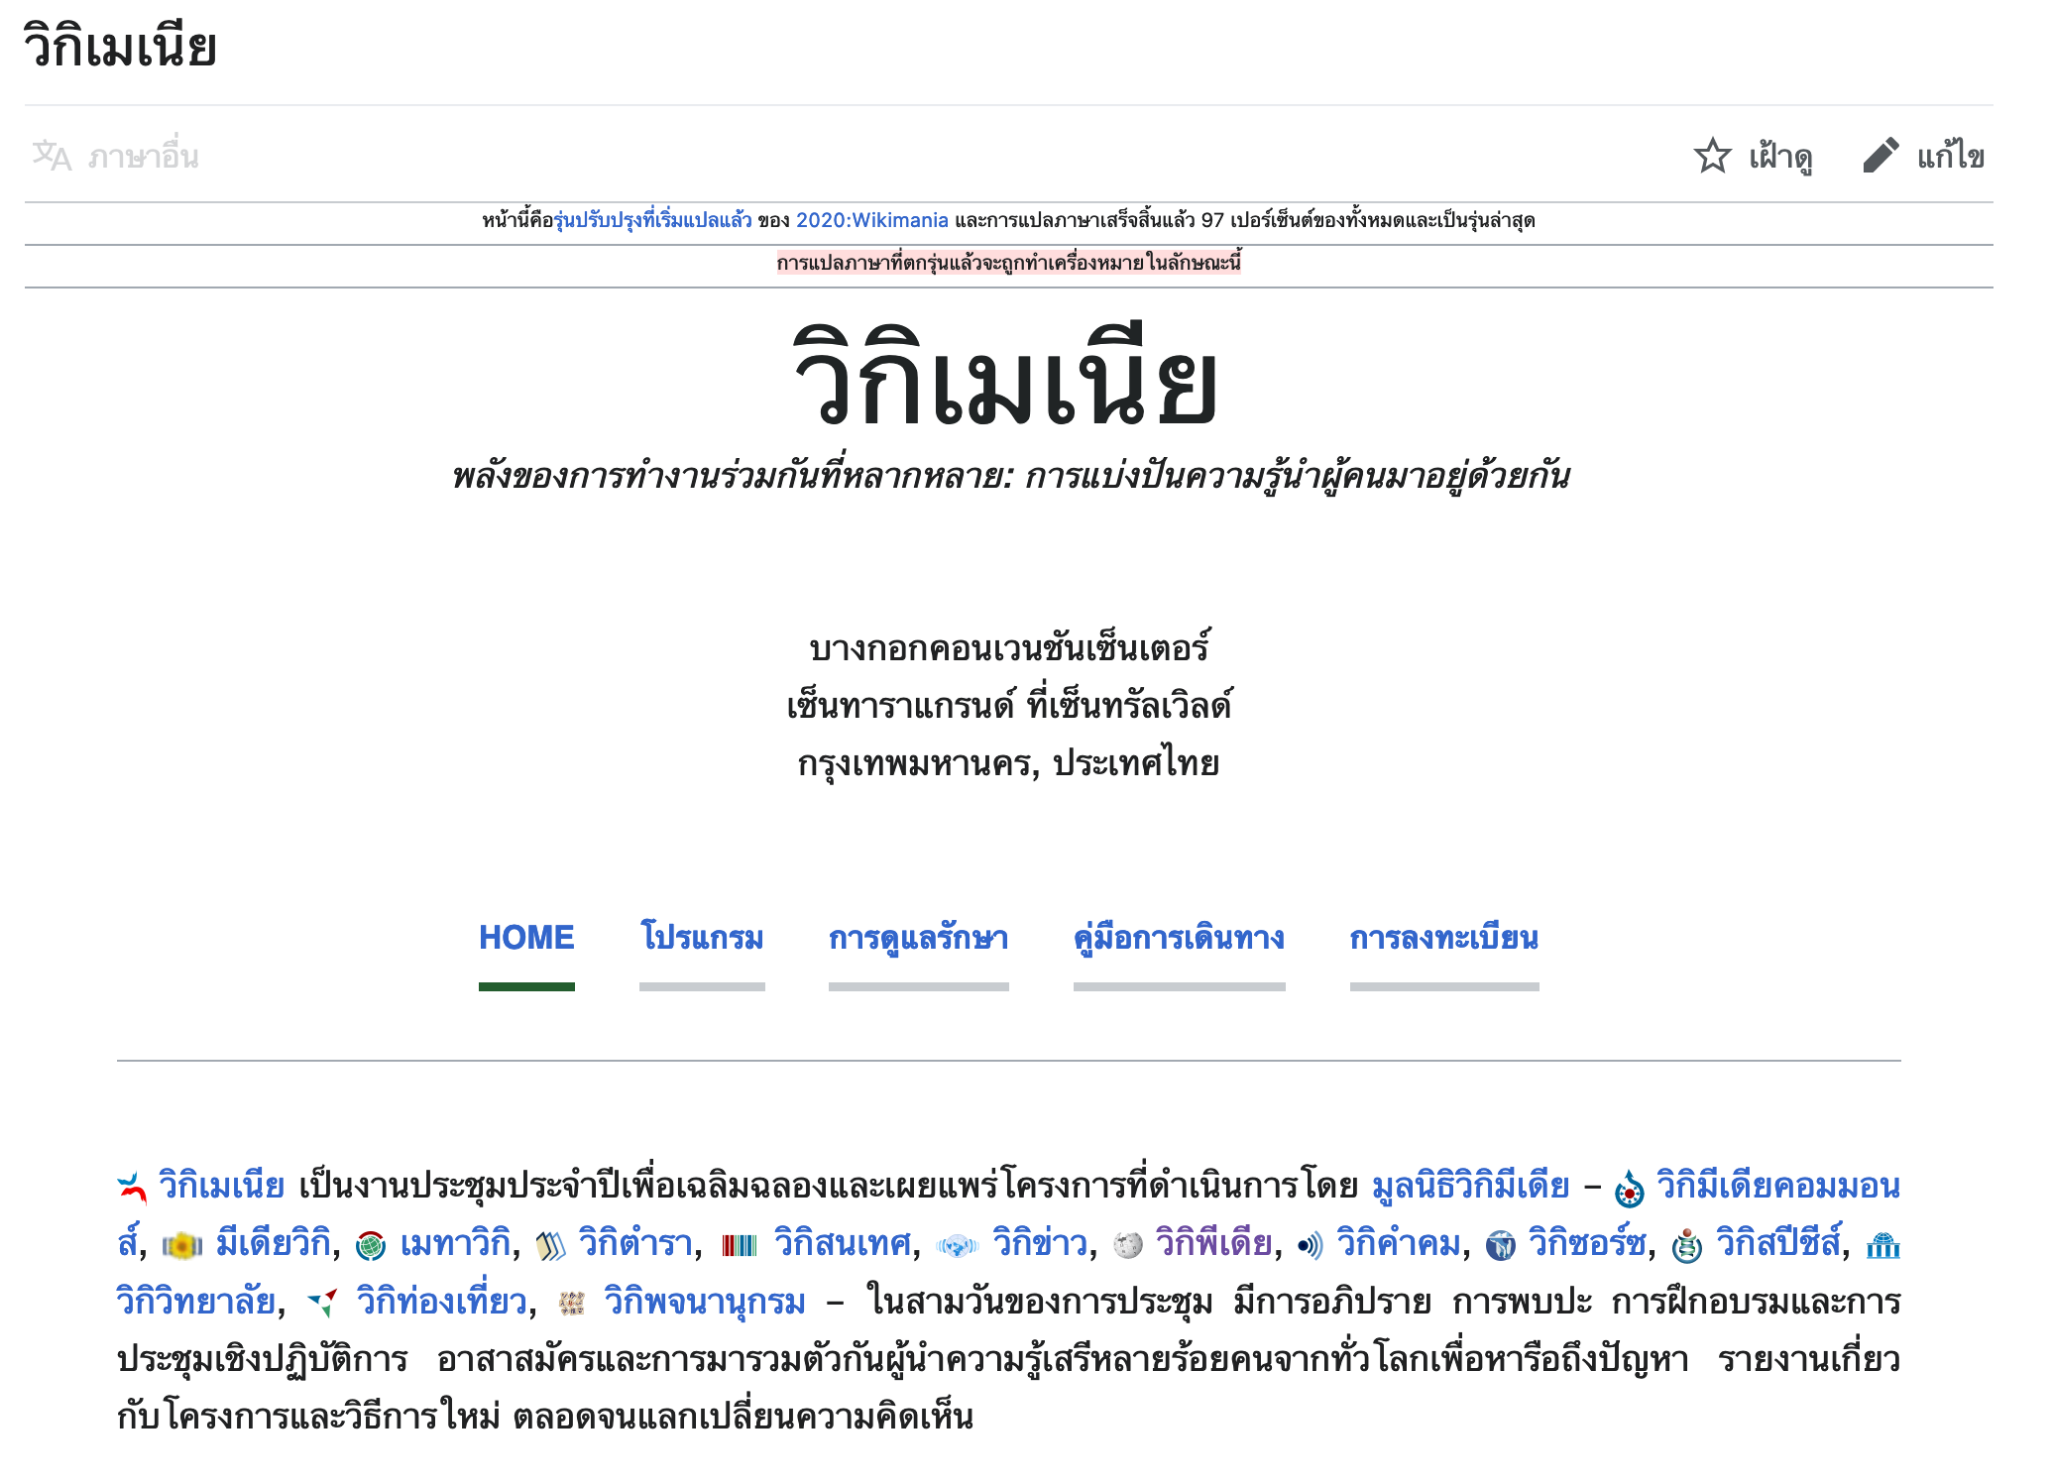 วิกิเมเนีย
ภาษาอื่น
เฝ้าดู
แก้ไข
หน้านี้คือรุ่นปรับปรุงที่เริ่มแปลแล้ว ของ 2020:Wikimania และการแปลภาษาเสร็จสิ้นแล้ว 97 เปอร์เซ็นต์ของทั้งหมดและเป็นรุ่นล่าสุด
การแปลภาษาที่ตกรุ่นแล้วจะถูกทำเครื่องหมายในลักษณะนี้
วิกิเมเนีย
พลังของการทำงานร่วมกันที่หลากหลาย: การแบ่งปันความรู้นำผู้คนมาอยู่ด้วยกัน
บางกอกคอนเวนชันเซ็นเตอร์
เซ็นทาราแกรนด์ ที่เซ็นทรัลเวิลด์
กรุงเทพมหานคร, ประเทศไทย
HOME โปรแกรม การดูแลรักษา คู่มือการเดินทาง การลงทะเบียน
วิกิเมเนีย เป็นงานประชุมประจำปีเพื่อเฉลิมฉลองและเผยแพร่โครงการที่ดำเนินการโดย มูลนิธิวิกิมีเดีย – วิกิมีเดียคอมมอน
ส์, มีเดียวิกิ, เมทาวิกิ, วิกิตำรา, วิกิสนเทศ, วิกิข่าว, วิกิพีเดีย, วิกิคำคม, วิกิซอร์ซ, วิกิสปีชีส์,
วิกิวิทยาลัย, วิกิท่องเที่ยว, วิกิพจนานุกรม – ในสามวันของการประชุม มีการอภิปราย การพบปะ การฝึกอบรมและการ
ประชุมเชิงปฏิบัติการ อาสาสมัครและการมารวมตัวกันผู้นำความรู้เสรีหลายร้อยคนจากทั่วโลกเพื่อหารือถึงปัญหา รายงานเกี่ยว
กับโครงการและวิธีการใหม่ ตลอดจนแลกเปลี่ยนความคิดเห็น